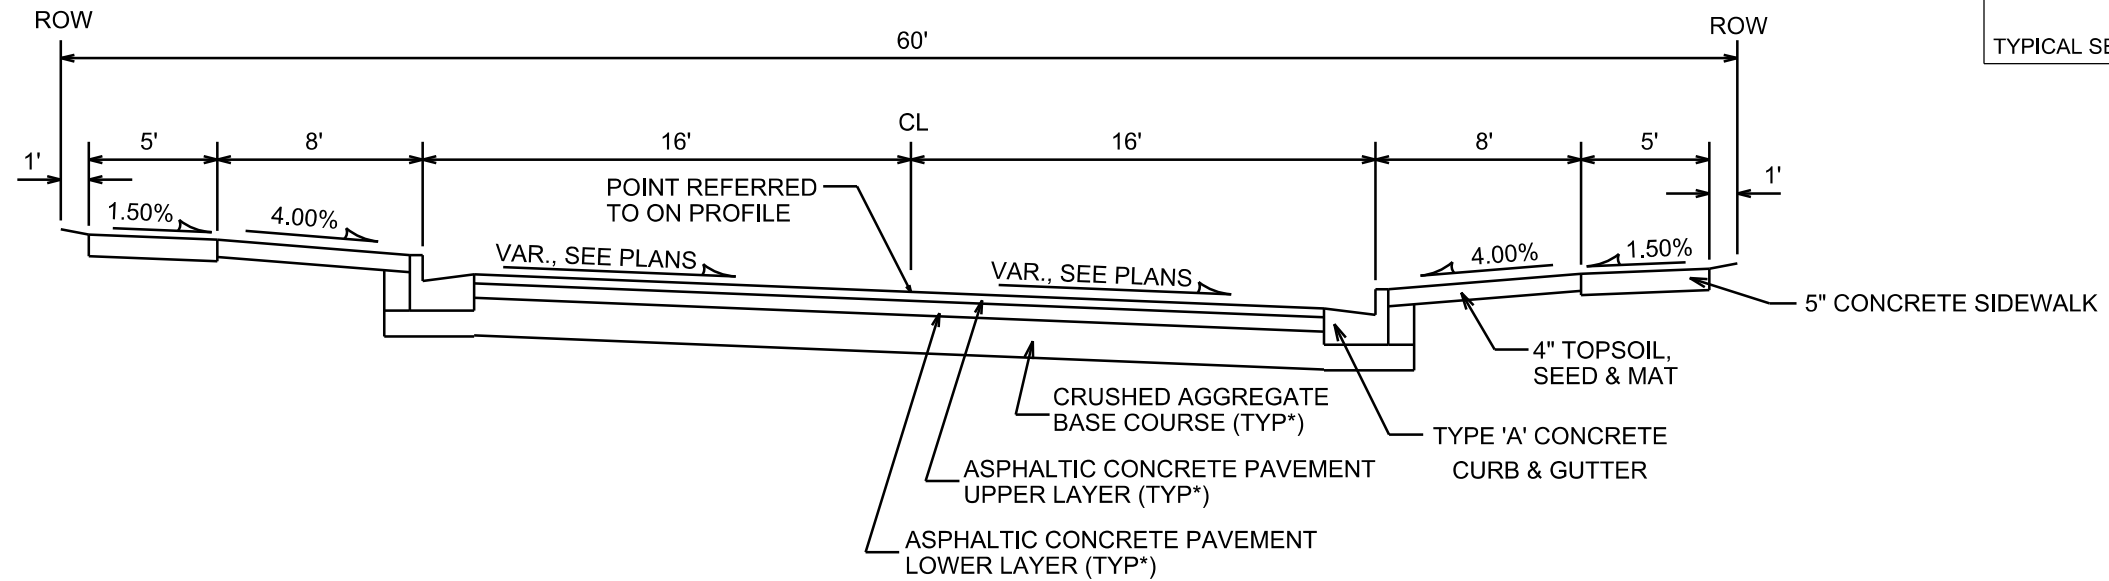 ROW
60'
ROW
TYPICAL SE
CL
1'
5'
8'
16'
16'
8'
5'
1'
POINT REFERRED
TO ON PROFILE
1.50%
4.00%
VAR., SEE PLANS
VAR., SEE PLANS
4.00%
1.50%
5" CONCRETE SIDEWALK
4" TOPSOIL,
SEED & MAT
CRUSHED AGGREGATE
BASE COURSE (TYP*)
TYPE 'A' CONCRETE
CURB & GUTTER
ASPHALTIC CONCRETE PAVEMENT
UPPER LAYER (TYP*)
ASPHALTIC CONCRETE PAVEMENT
LOWER LAYER (TYP*)